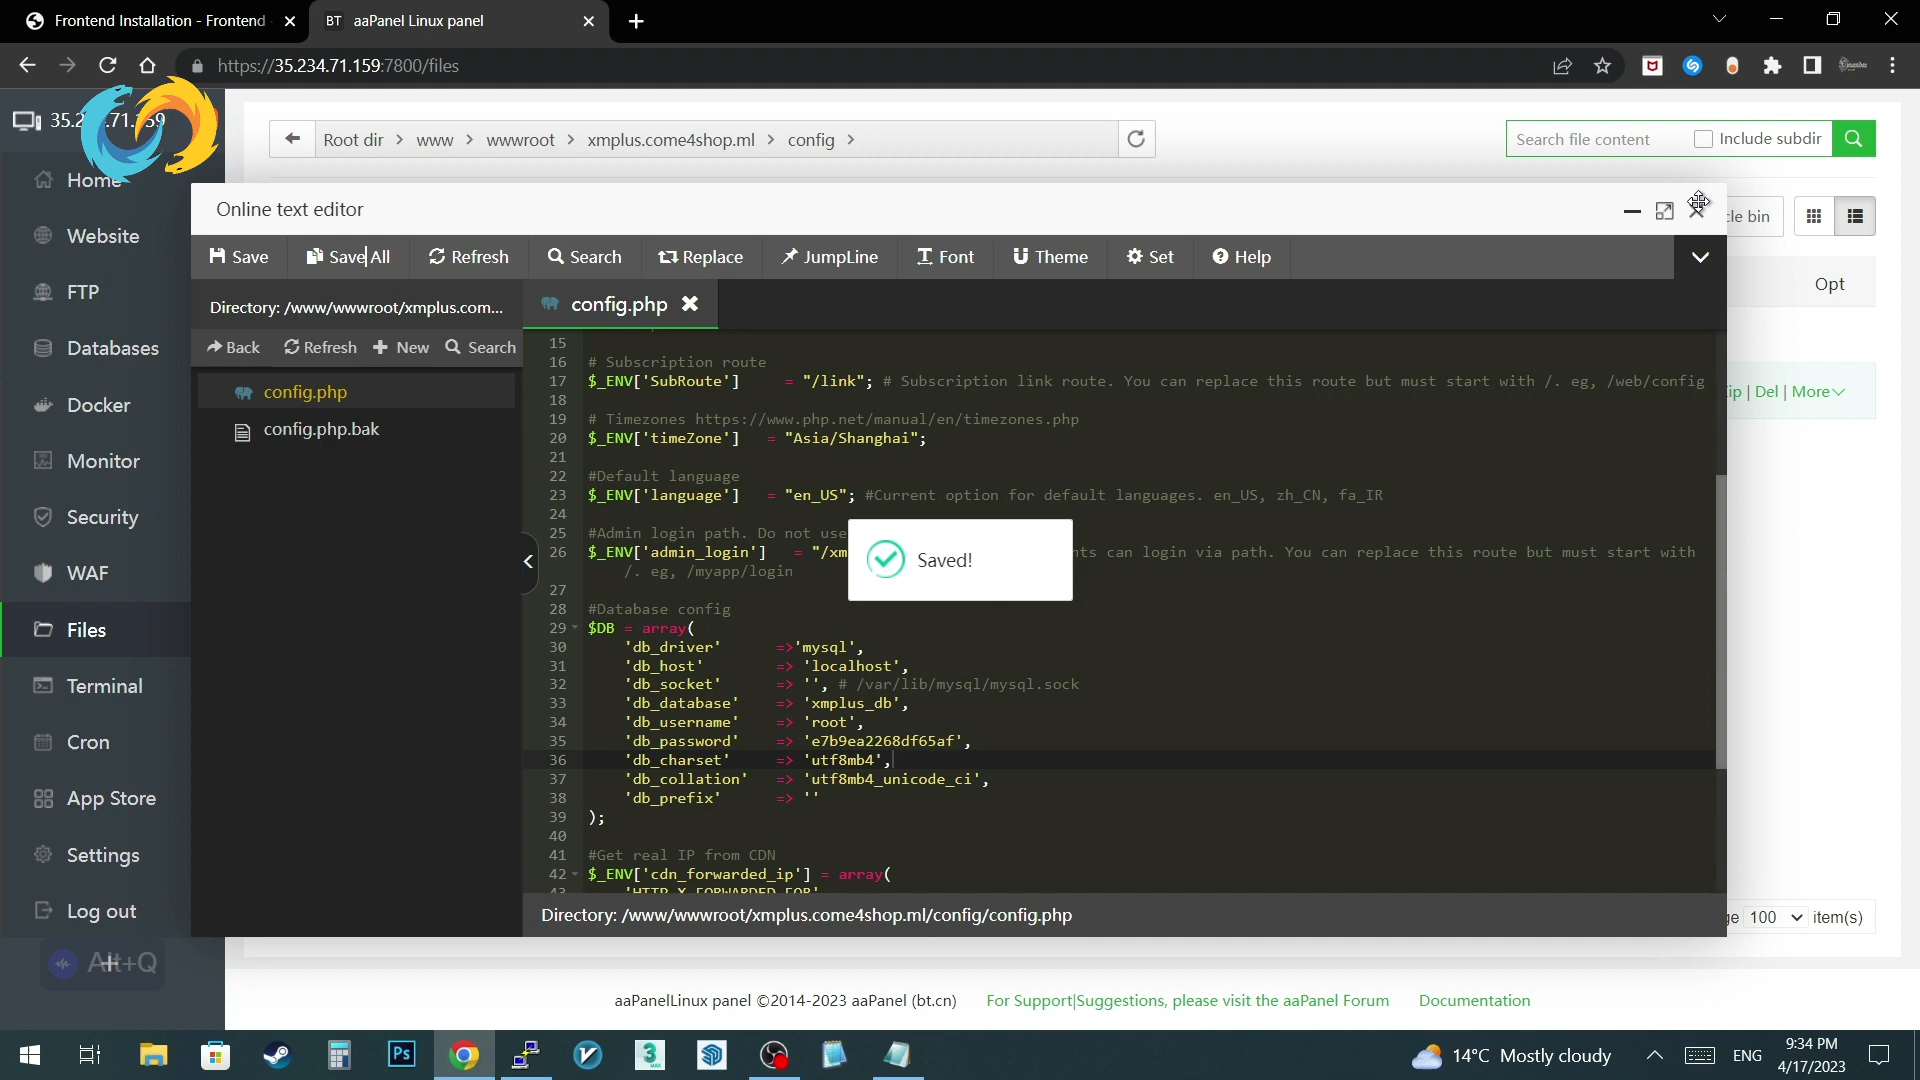 Frontend Installation - Frontend
BT aaPanel Linux panel
https://35.234.71.159:7800/files
Root dir > www > wwwroot > xmplus.come4shop.ml > config >
Search file content
Include subdir
Home
Website
FTP
Databases
Docker
Monitor
Security
WAF
Files
Terminal
Cron
App Store
Settings
Log out
Alt+Q
Online text editor
cle bin
Save
Save All
Refresh
Search
Replace
JumpLine
Font
Theme
Set
Help
Opt
Directory: /www/wwwroot/xmplus.com...
config.php
Back Refresh New Search
config.php
config.php.bak
ip | Del | More
15
16 # Subscription route
17 $_ENV['SubRoute'] = "/link"; # Subscription link route. You can replace this route but must start with /. eg, /web/config
18
19 # Timezones https://www.php.net/manual/en/timezones.php
20 $_ENV['timeZone'] = "Asia/Shanghai";
21
22 #Default language
23 $_ENV['language'] = "en_US"; #Current option for default languages. en_US, zh_CN, fa_IR
24
25 #Admin login path. Do not use
26 $_ENV['admin_login'] = "/xm nts can login via path. You can replace this route but must start with
/. eg, /myapp/login
27
28 #Database config
29 $DB = array(
30 'db_driver' =>'mysql',
31 'db_host' => 'localhost',
32 'db_socket' => '', # /var/lib/mysql/mysql.sock
33 'db_database' => 'xmplus_db',
34 'db_username' => 'root',
35 'db_password' => 'e7b9ea2268df65af',
36 'db_charset' => 'utf8mb4',
37 'db_collation' => 'utf8mb4_unicode_ci',
38 'db_prefix' => ''
39 );
40
41 #Get real IP from CDN
42 $_ENV['cdn_forwarded_ip'] = array(
Saved!
Directory: /www/wwwroot/xmplus.come4shop.ml/config/config.php
ge 100 item(s)
aaPanelLinux panel ©2014-2023 aaPanel (bt.cn)
For Support|Suggestions, please visit the aaPanel Forum
Documentation
Ps
3
MAX
14°C Mostly cloudy
ENG
9:34 PM
4/17/2023